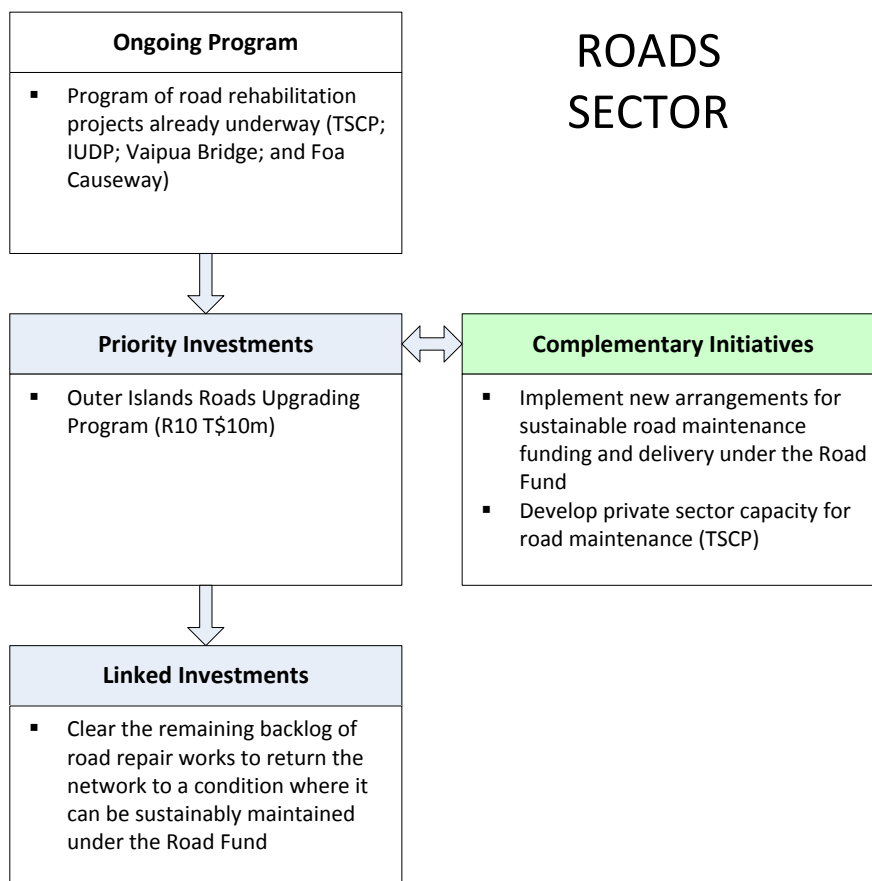 Ongoing Program
▪ Program of road rehabilitation
projects already underway (TSCP;
IUDP; Vaipua Bridge; and Foa
Causeway)
ROADS
SECTOR
Priority Investments
▪ Outer Islands Roads Upgrading
Program (R10 T$10m)
Complementary Initiatives
▪ Implement new arrangements for
sustainable road maintenance
funding and delivery under the Road
Fund
▪ Develop private sector capacity for
road maintenance (TSCP)
Linked Investments
▪ Clear the remaining backlog of
road repair works to return the
network to a condition where it
can be sustainably maintained
under the Road Fund